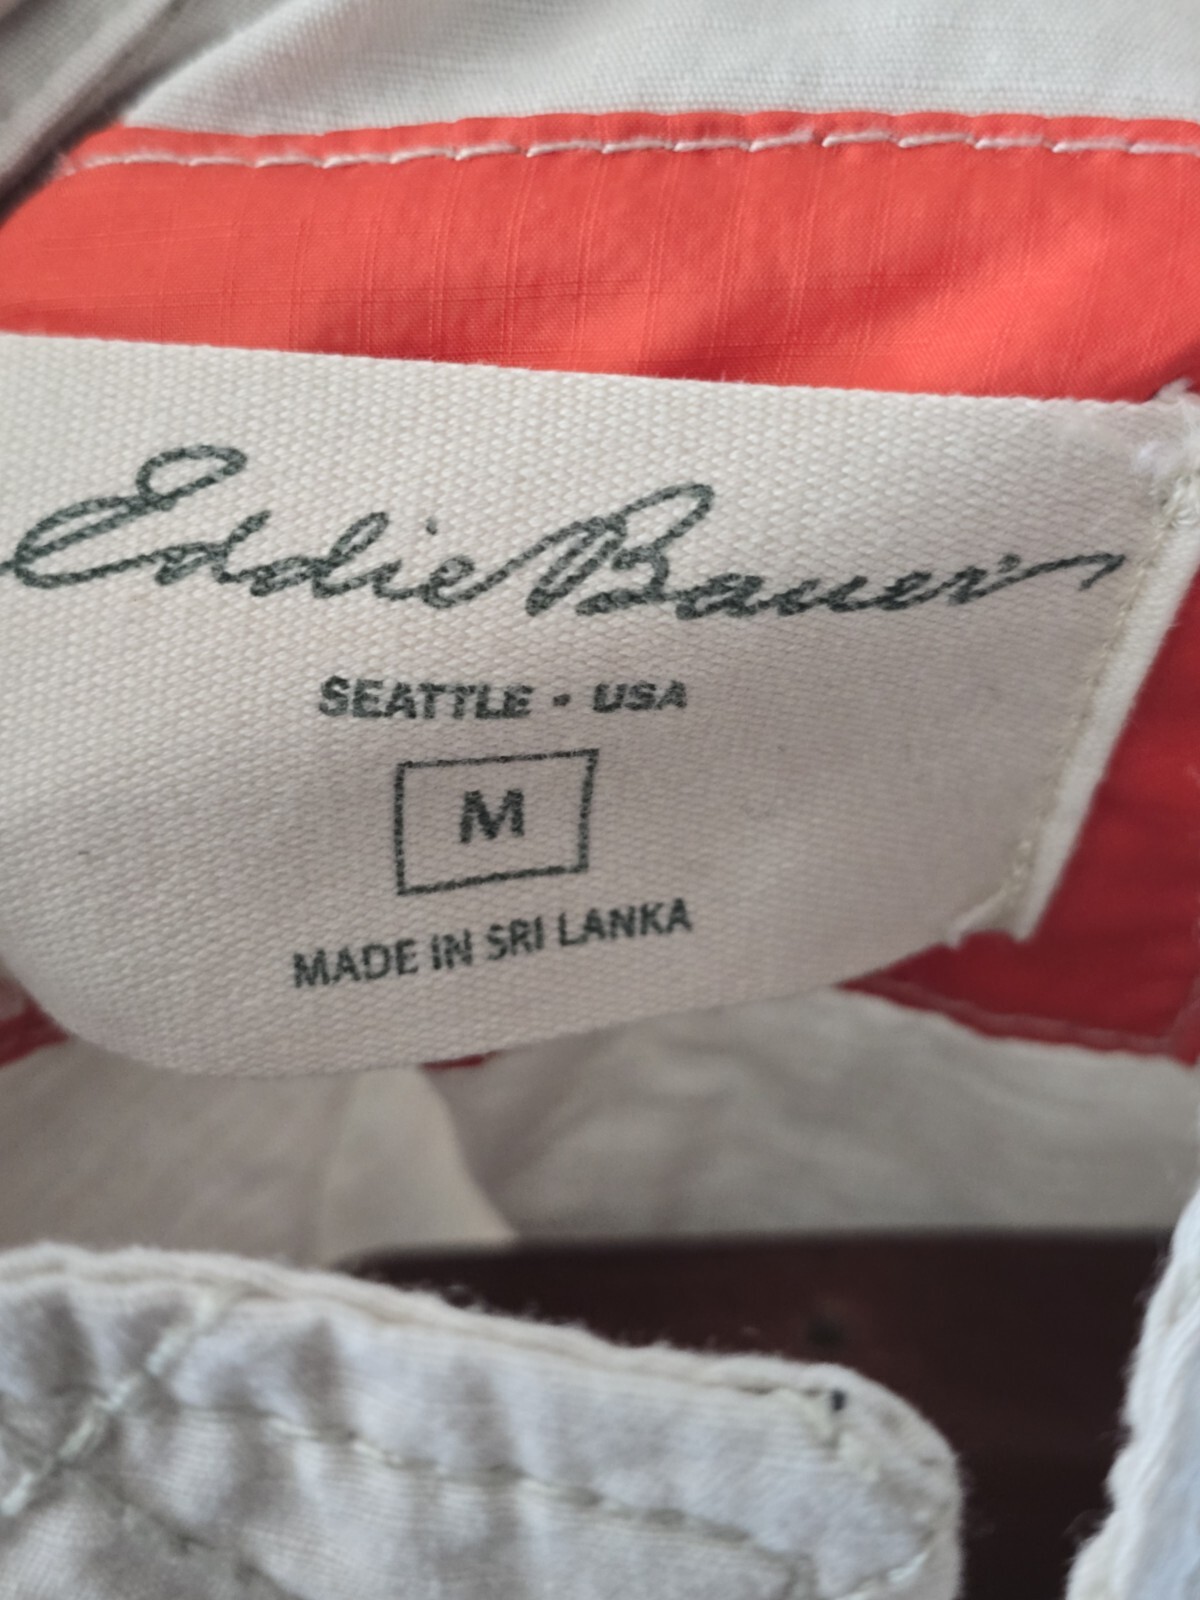 Eddie Bauer
SEATTLE • USA
M
MADE IN SRI LANKA